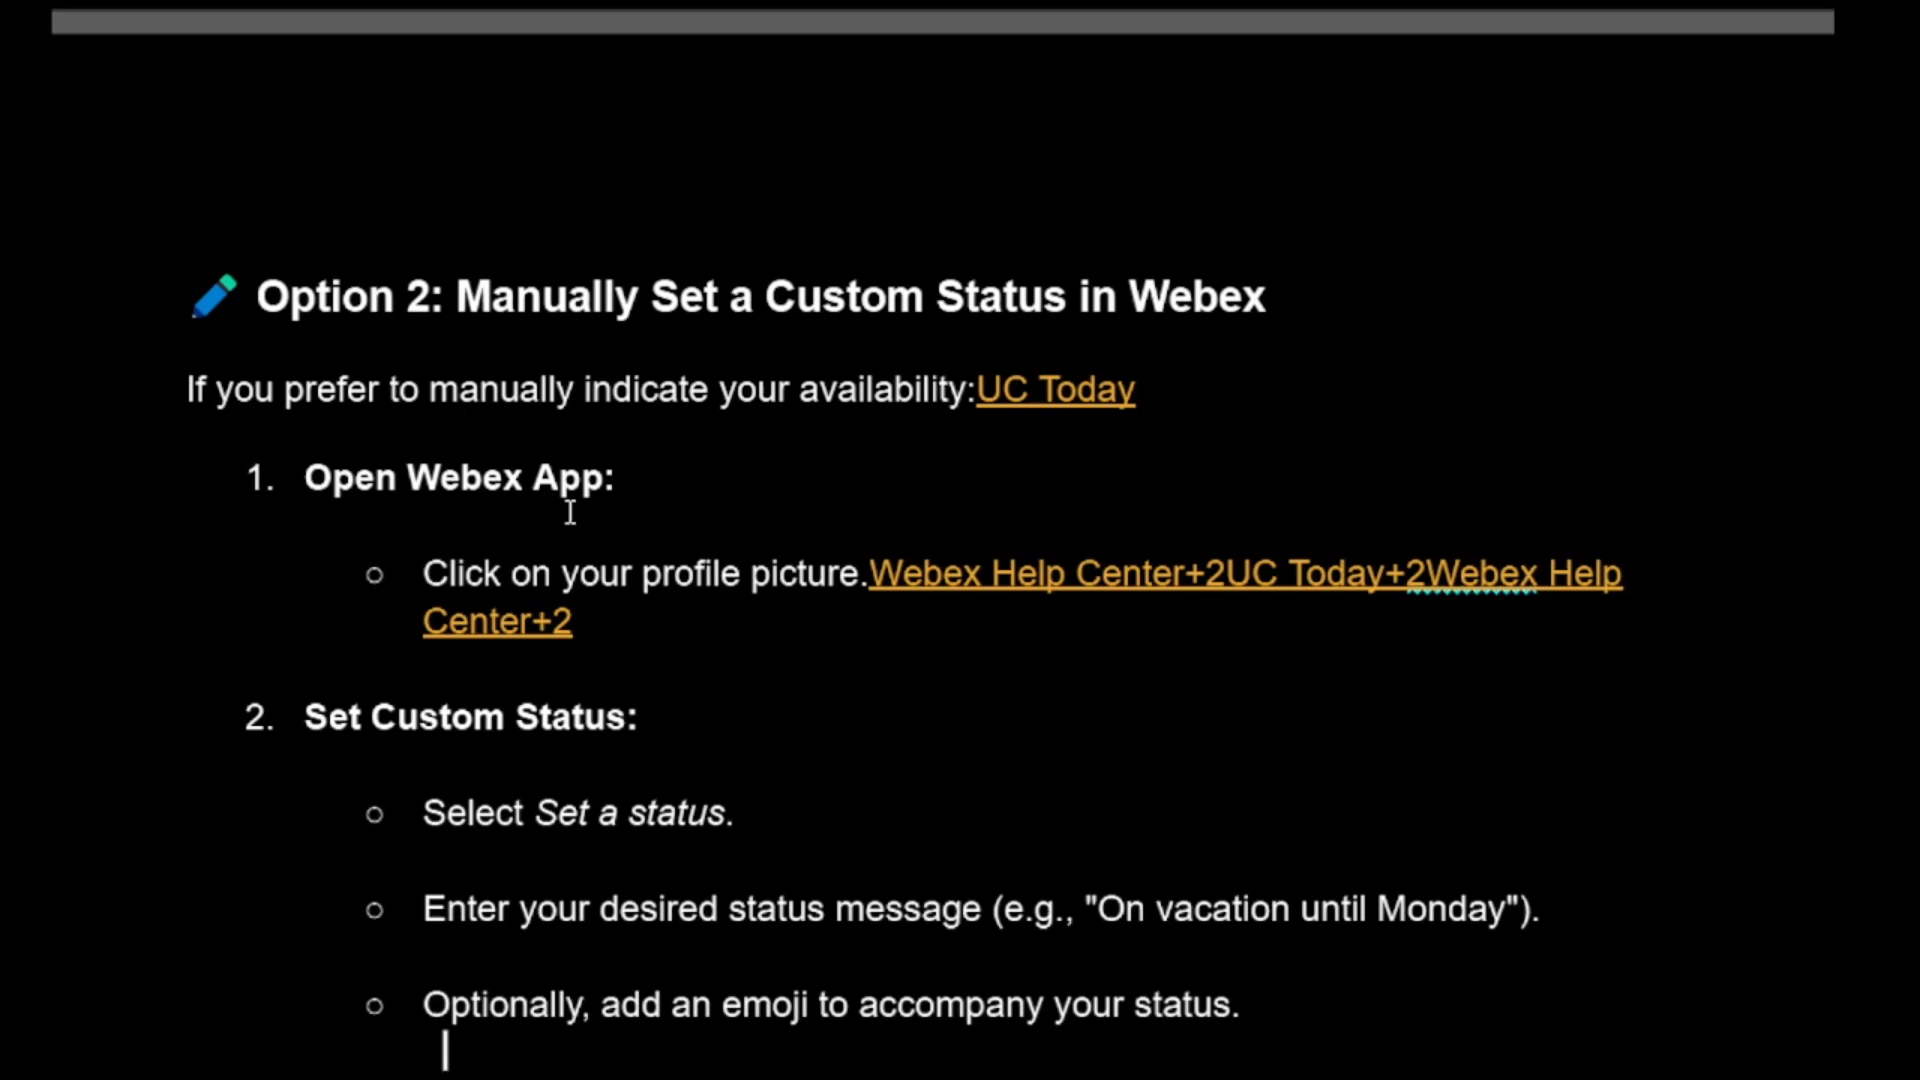 Option 2: Manually Set a Custom Status in Webex
If you prefer to manually indicate your availability:UC Today
1. Open Webex App:
○ Click on your profile picture.Webex Help Center+2UC Today+2Webex Help
Center+2
2. Set Custom Status:
○ Select Set a status.
○ Enter your desired status message (e.g., "On vacation until Monday").
○ Optionally, add an emoji to accompany your status.